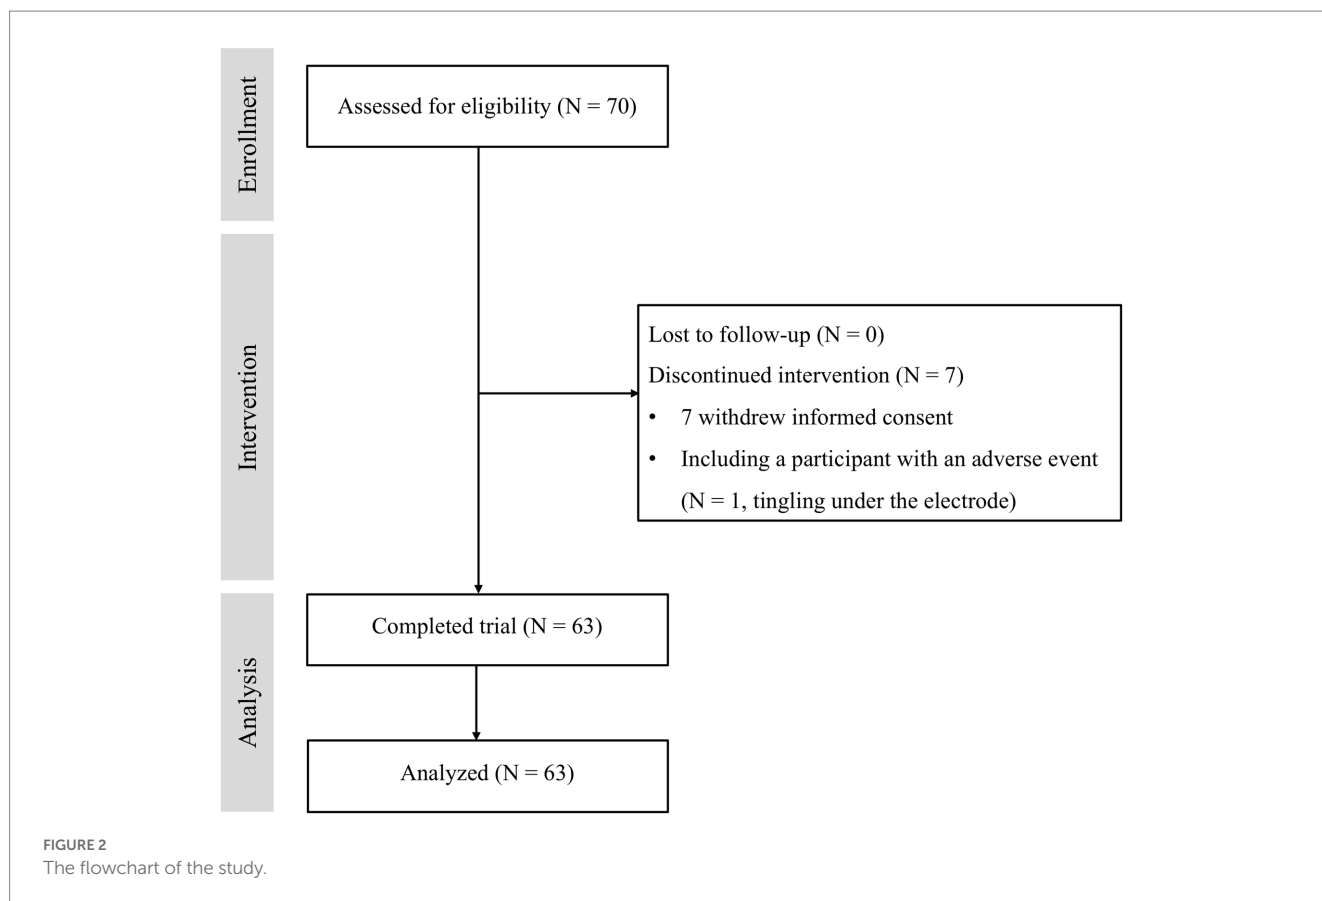 Enrollment
Assessed for eligibility (N = 70)
Intervention
Lost to follow-up (N = 0)
Discontinued intervention (N = 7)
• 7 withdrew informed consent
• Including a participant with an adverse event
(N = 1, tingling under the electrode)
Analysis
Completed trial (N = 63)
Analyzed (N = 63)
FIGURE 2
The flowchart of the study.